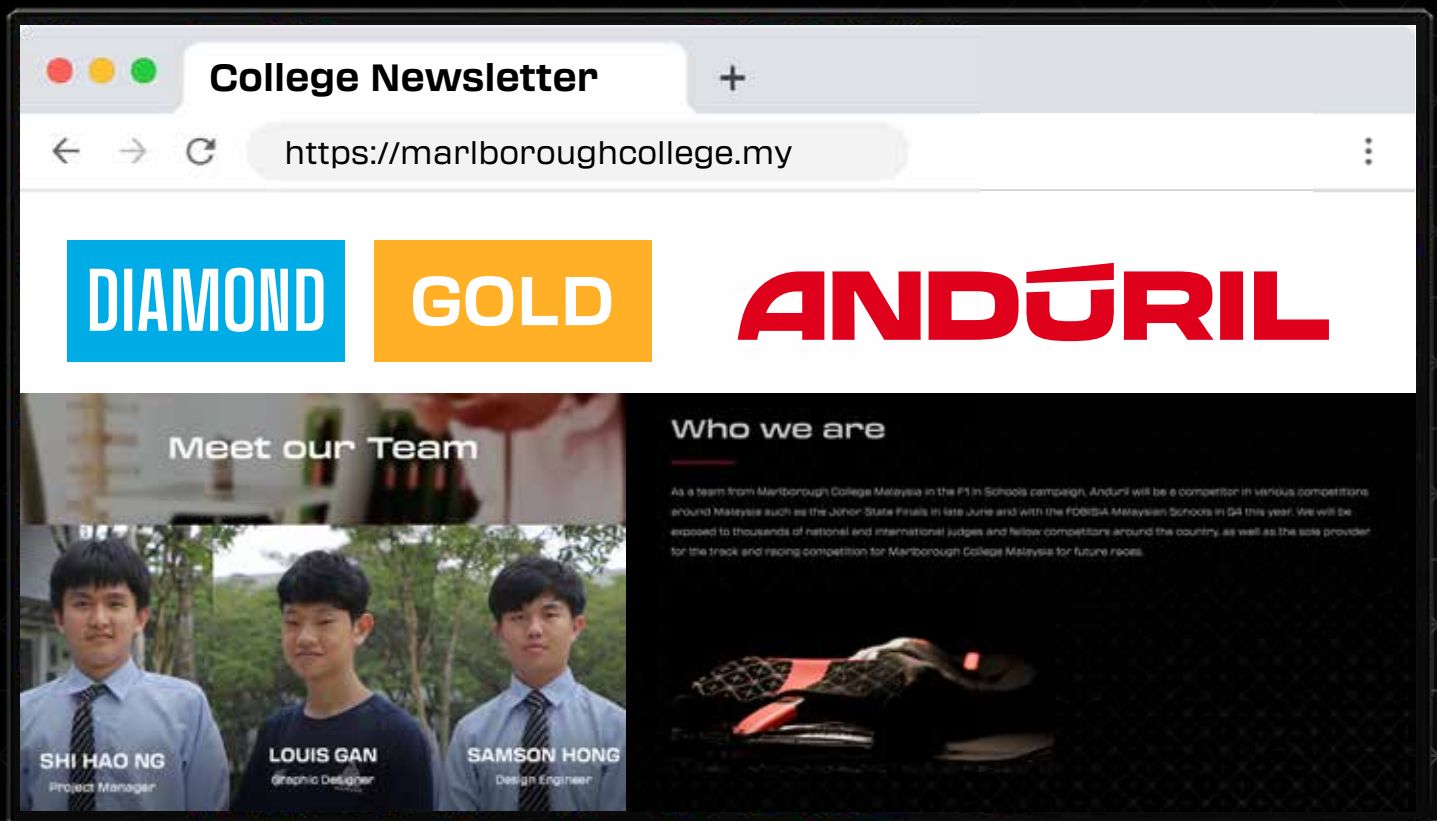 College Newsletter
https://marlboroughcollege.my
DIAMOND
GOLD
ANDÚRIL
Meet our Team
SHI HAO NG
Project Manager
LOUIS GAN
Graphic Designer
SAMSON HONG
Design Engineer
Who we are
As a team from Marlborough College Malaysia in the F1 in Schools campaign, Anduril will be a competitor in various competitions
around Malaysia such as the Johor State Finals in late June and with the FOBISIA Malaysian Schools in Q4 this year. We will be
exposed to thousands of national and international judges and fellow competitors around the country, as well as the sole provider
for the track and racing competition for Marlborough College Malaysia for future races.